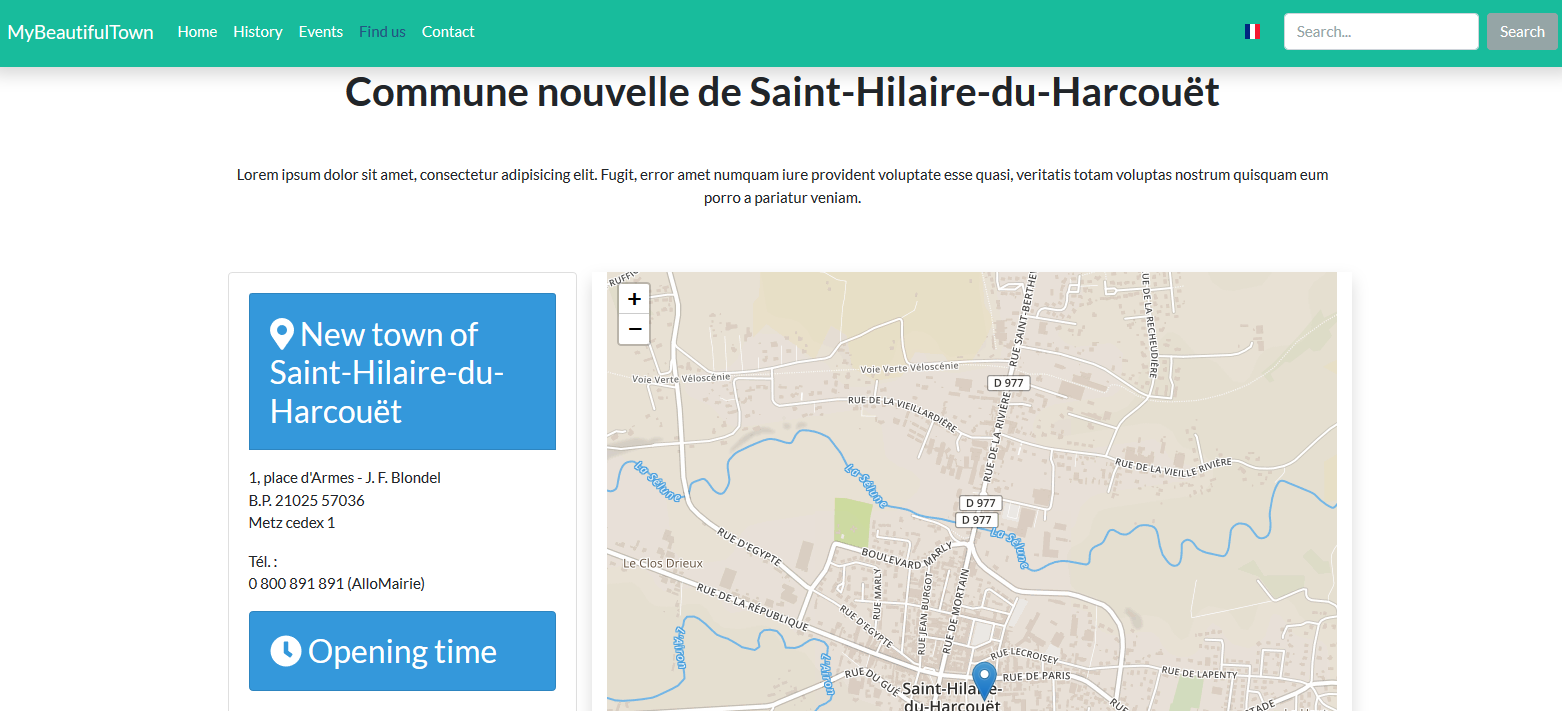 MyBeautifulTown Home History Events Find us Contact Search... Search
Commune nouvelle de Saint-Hilaire-du-Harcouët
Lorem ipsum dolor sit amet, consectetur adipisicing elit. Fugit, error amet numquam iure provident voluptate esse quasi, veritatis totam voluptas nostrum quisquam eum
porro a pariatur veniam.
New town of
Saint-Hilaire-du-
Harcouët
1, place d'Armes - J. F. Blondel
B.P. 21025 57036
Metz cedex 1
Tél. :
0 800 891 891 (AlloMairie)
Opening time
+
−
RUE SAINT-BERTHE
RUE DE LA RECHEUDIÈRE
Voie Verte Véloscénie
Voie Verte Véloscénie
D 977
RUE DE LA VIEILLARDIÈRE
RUE DE LA RIVIÈRE
RUE DE LA VIEILLE RIVIÈRE
La Sélune
La Sélune
D 977
D 977
La Sélune
RUE D'EGYPTE
BOULEVARD MARLY
Le Clos Drieux
RUE MARLY
RUE JEAN BURGOT
RUE DE MORTAIN
RUE DE LA RÉPUBLIQUE
RUE D'EGYPTE
L'Airon
L'Airon
RUE LECROISEY
RUE DE PARIS
RUE DE LAPENTY
RUE DU GUÉ
Saint-Hilaire-
du-Harcouët